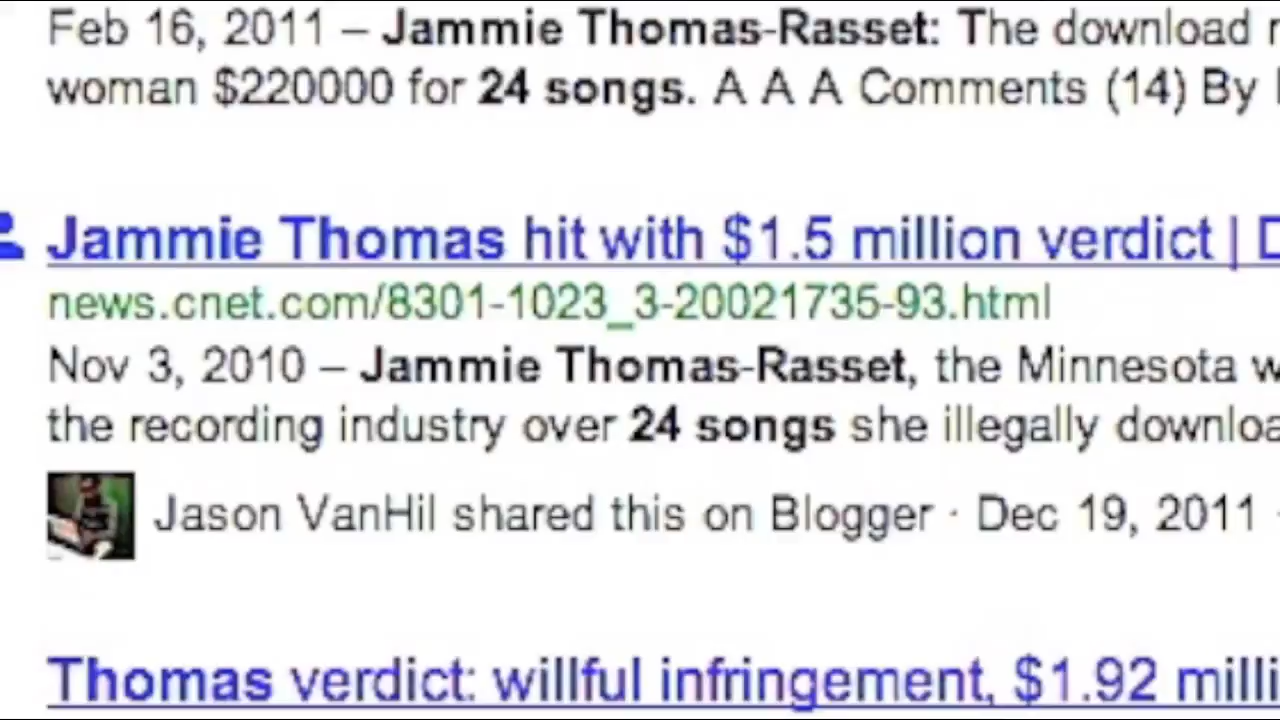 Feb 16, 2011 – Jammie Thomas-Rasset: The download
woman $220000 for 24 songs. A A A Comments (14) By
Jammie Thomas hit with $1.5 million verdict |
news.cnet.com/8301-1023_3-20021735-93.html
Nov 3, 2010 – Jammie Thomas-Rasset, the Minnesota
the recording industry over 24 songs she illegally
Jason VanHil shared this on Blogger · Dec 19, 2011
Thomas verdict: willful infringement, $1.92